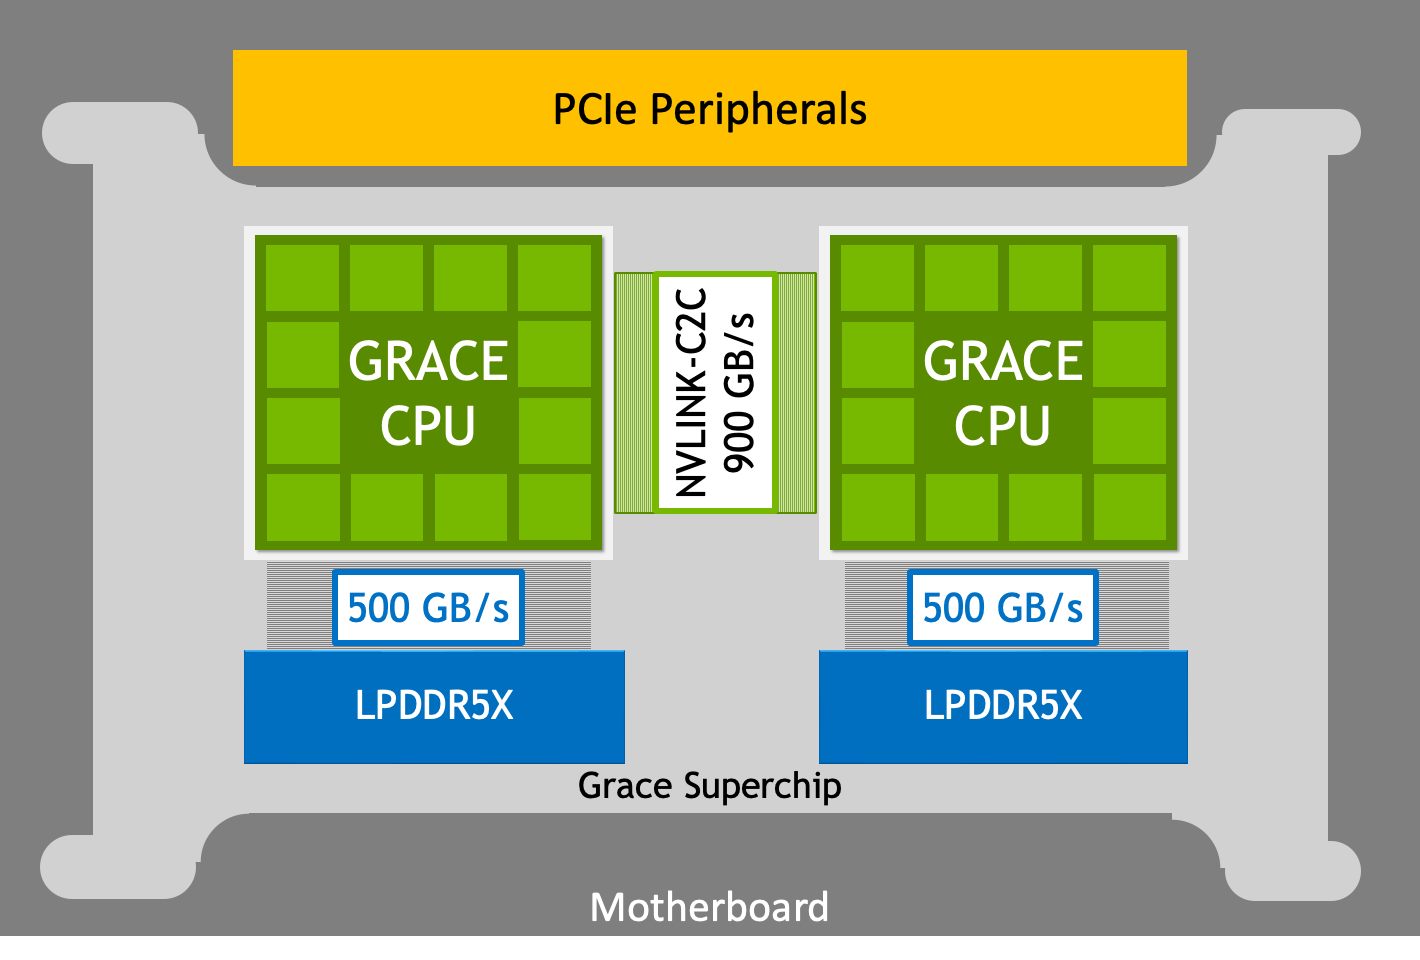 PCIe Peripherals
GRACE
CPU
NVLINK-C2C
900 GB/s
GRACE
CPU
500 GB/s
500 GB/s
LPDDR5X
LPDDR5X
Grace Superchip
Motherboard